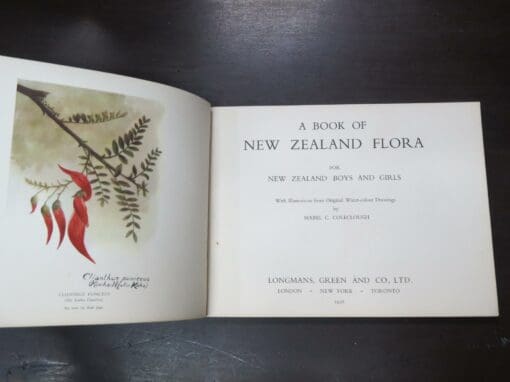 Clianthus puniceus
CLIANTHUS PUNICEUS
A BOOK OF
NEW ZEALAND FLORA
FOR
NEW ZEALAND BOYS AND GIRLS
With Illustrations from Original Water-colour Drawings
by
MABEL C. COLECLOUGH
LONGMANS, GREEN AND CO., LTD.
LONDON - NEW YORK - TORONTO